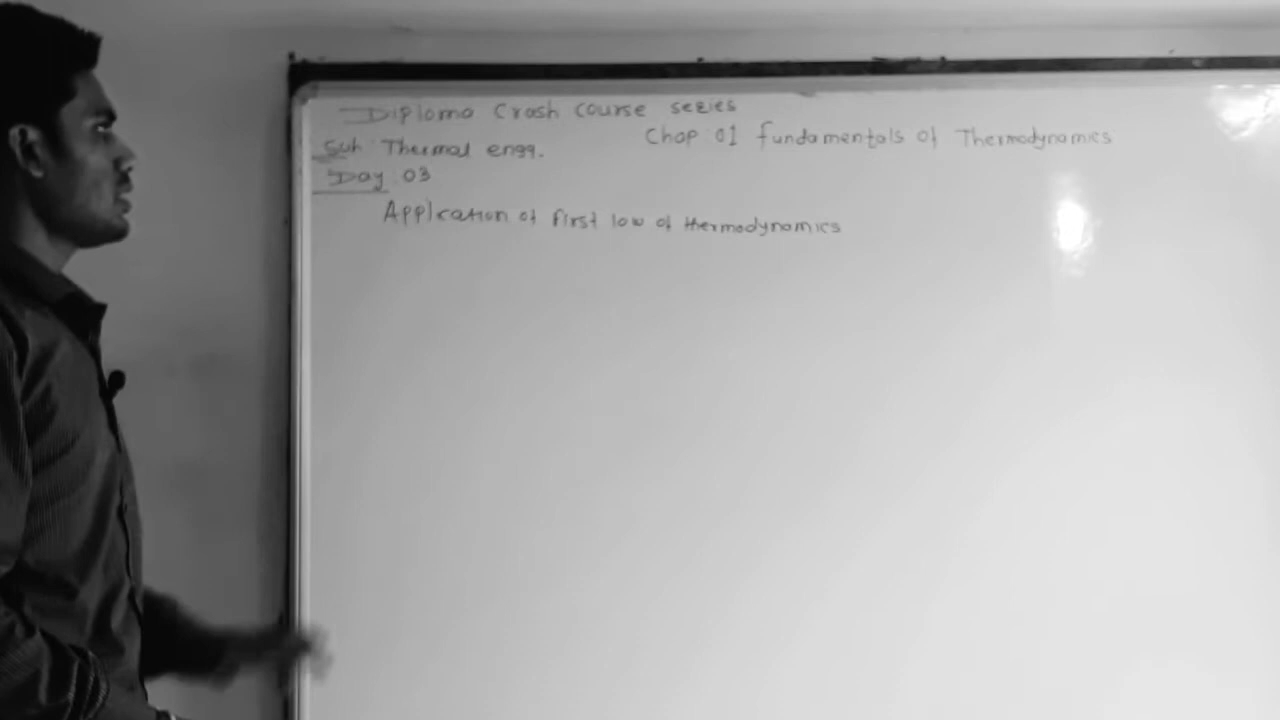 Diploma Crash course series
Sub: Thermal engg.
Chap: 01 fundamentals of Thermodynamics
Day: 03
Application of first low of thermodynamics